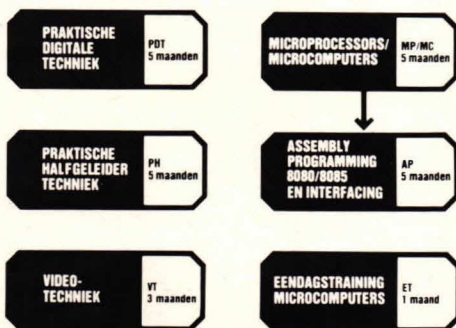 PRAKTISCHE
DIGITALE
TECHNIEK
PDT
5 maanden
MICROPROCESSORS/
MICROCOMPUTERS
MP/MC
5 maanden
PRAKTISCHE
HALFGELEIDER
TECHNIEK
PH
5 maanden
ASSEMBLY
PROGRAMMING
8080/8085
EN INTERFACING
AP
5 maanden
VIDEO-
TECHNIEK
VT
3 maanden
EENDAGSTRAINING
MICROCOMPUTERS
ET
1 maand